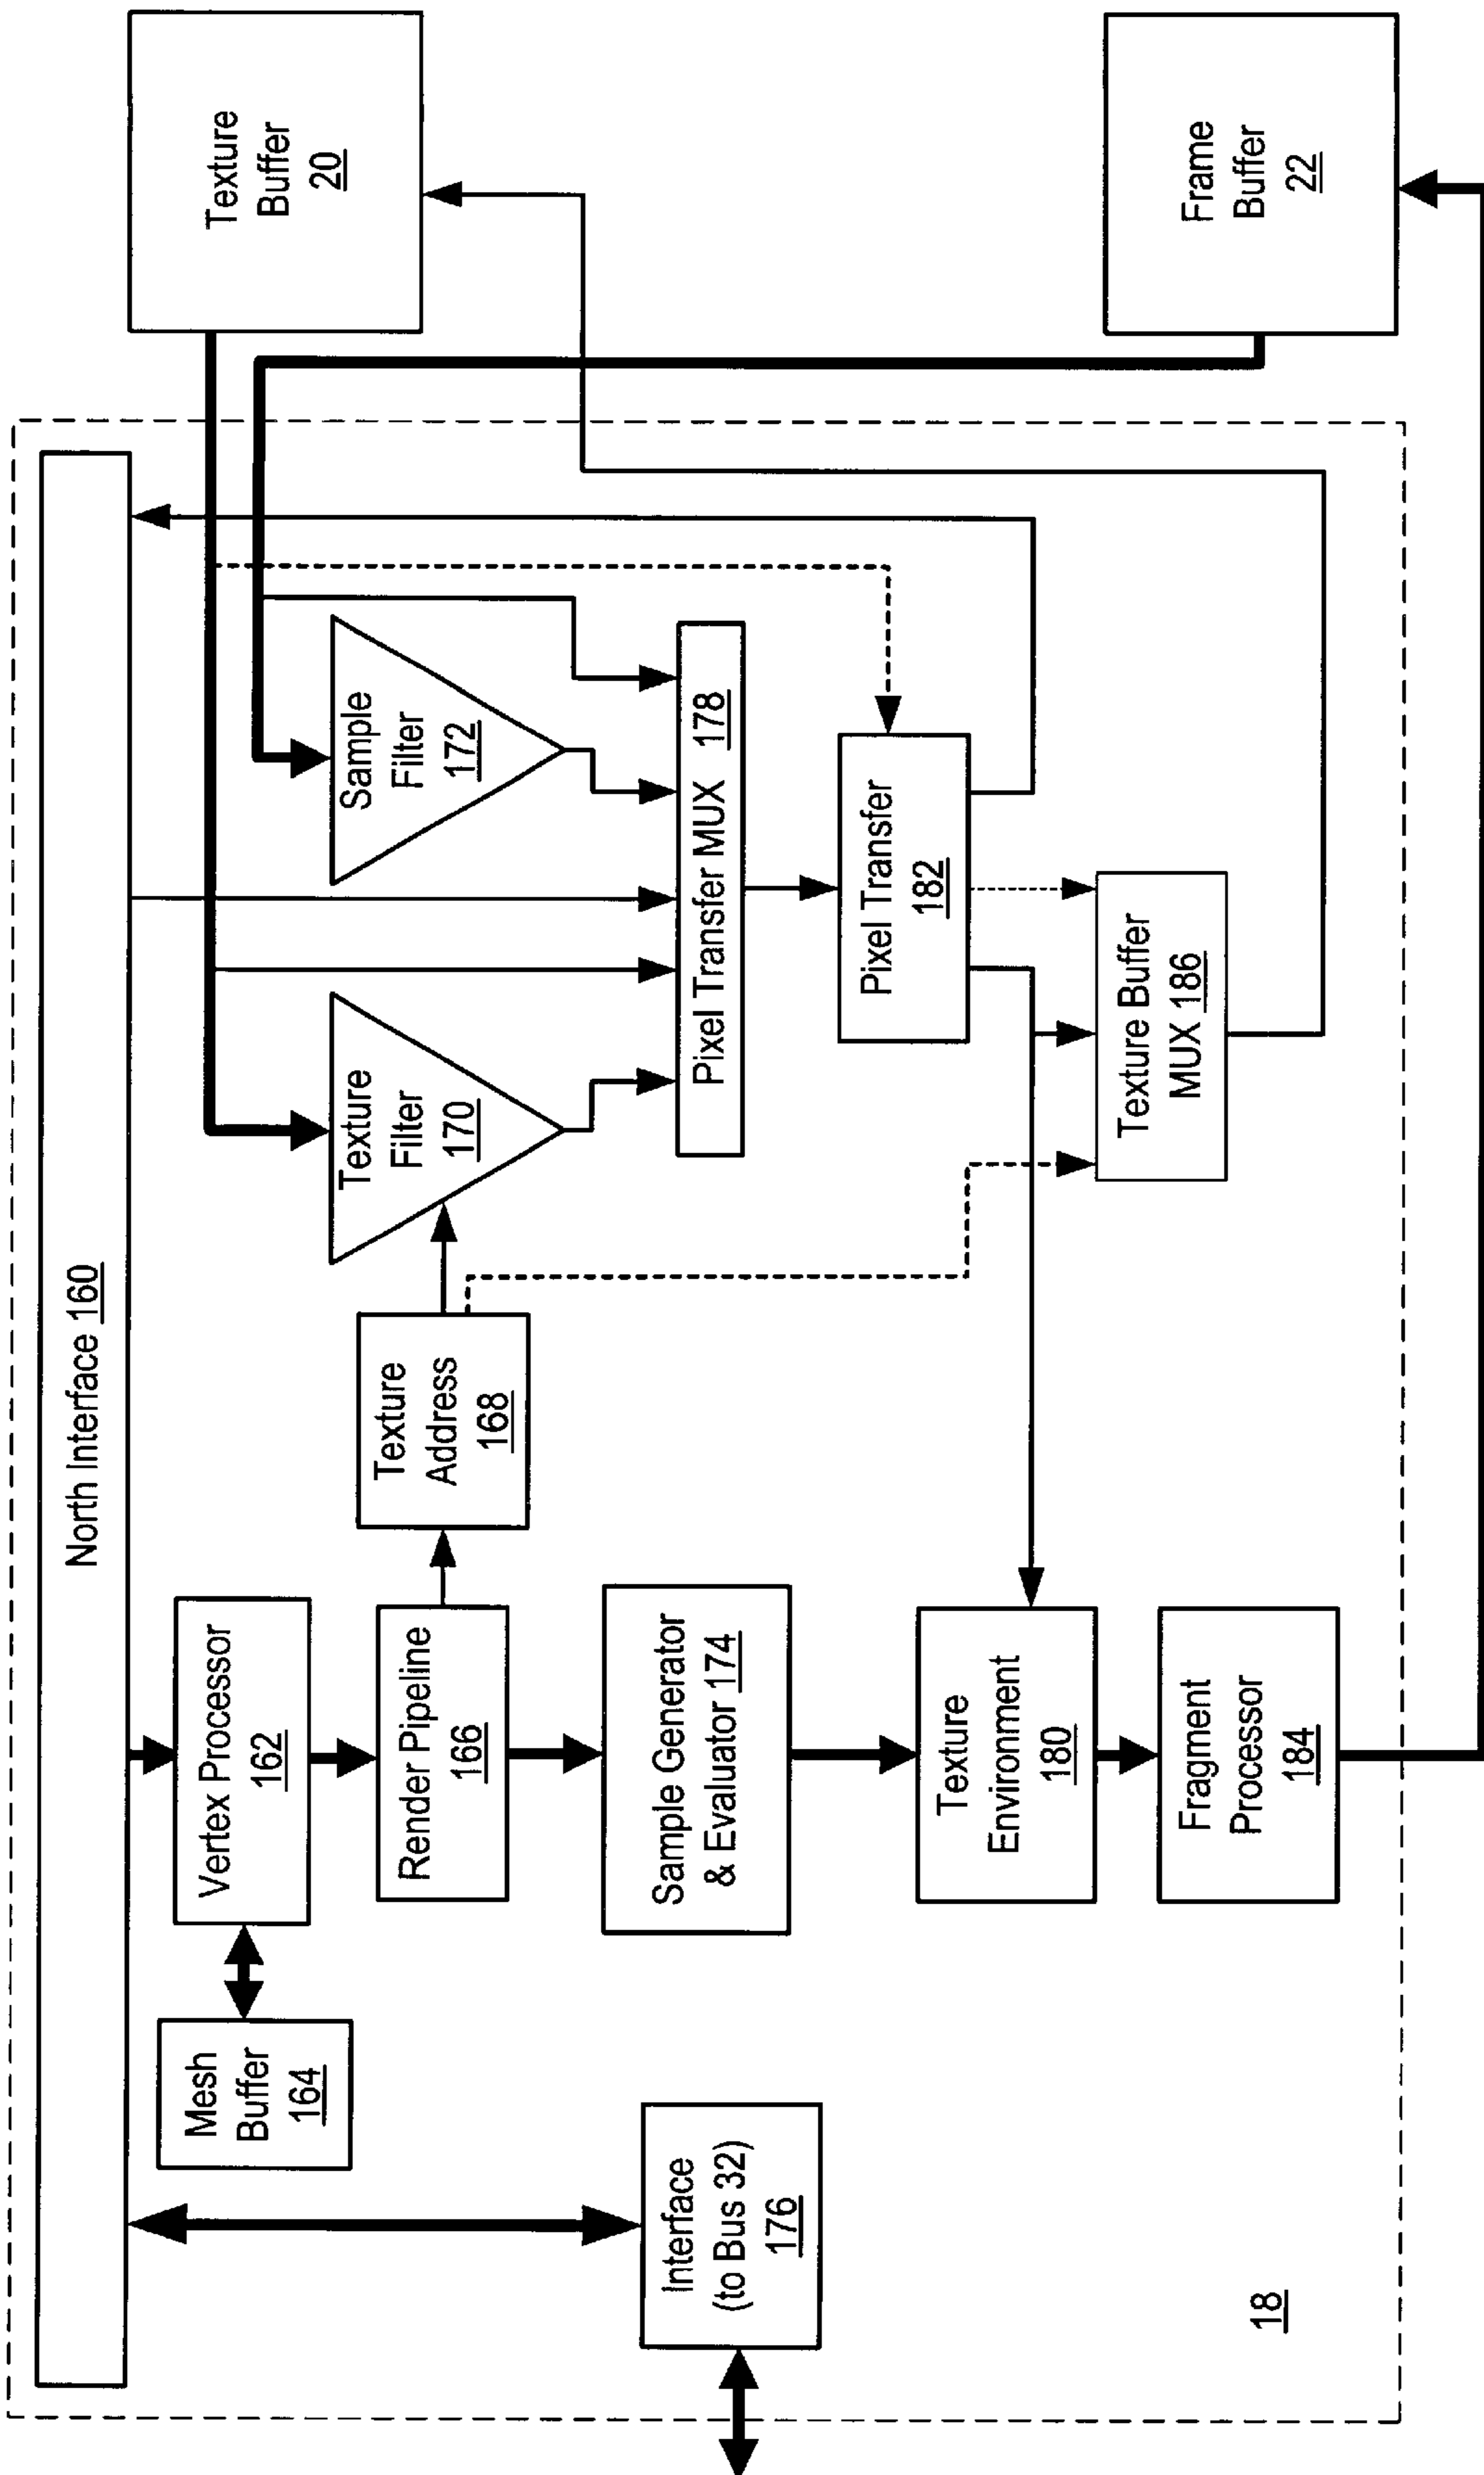 North Interface 160
Mesh
Buffer
164
Vertex Processor
162
Texture
Buffer
20
Render Pipeline
166
Texture
Address
168
Texture
Filter
170
Sample
Filter
172
Interface
(to Bus 32)
176
Sample Generator
& Evaluator 174
Pixel Transfer MUX 178
Texture
Environment
180
Pixel Transfer
182
Fragment
Processor
184
Texture Buffer
MUX 186
Frame
Buffer
22
18